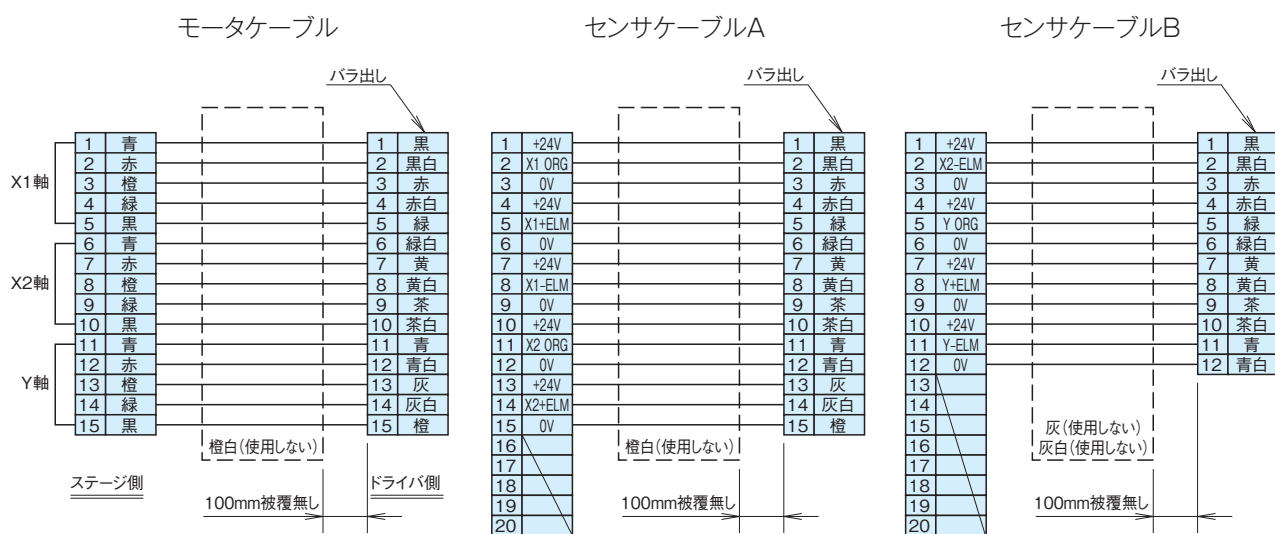 モータケーブル
バラ出し
X1軸
X2軸
Y軸
1 青 1 黒
2 赤 2 黒白
3 橙 3 赤
4 緑 4 赤白
5 黒 5 緑
6 青 6 緑白
7 赤 7 黄
8 橙 8 黄白
9 緑 9 茶
10 黒 10 茶白
11 青 11 青
12 赤 12 青白
13 橙 13 灰
14 緑 14 灰白
15 黒 15 橙
橙白(使用しない)
ステージ側
ドライバ側
100mm被覆無し
センサケーブルA
バラ出し
1 +24V 1 黒
2 X1 ORG 2 黒白
3 0V 3 赤
4 +24V 4 赤白
5 X1+ELM 5 緑
6 0V 6 緑白
7 +24V 7 黄
8 X1-ELM 8 黄白
9 0V 9 茶
10 +24V 10 茶白
11 X2 ORG 11 青
12 0V 12 青白
13 +24V 13 灰
14 X2+ELM 14 灰白
15 0V 15 橙
16
17
18
19
20
橙白(使用しない)
100mm被覆無し
センサケーブルB
バラ出し
1 +24V 1 黒
2 X2-ELM 2 黒白
3 0V 3 赤
4 +24V 4 赤白
5 Y ORG 5 緑
6 0V 6 緑白
7 +24V 7 黄
8 Y+ELM 8 黄白
9 0V 9 茶
10 +24V 10 茶白
11 Y-ELM 11 青
12 0V 12 青白
13
14
15
16
17
18
19
20
灰(使用しない)
灰白(使用しない)
100mm被覆無し